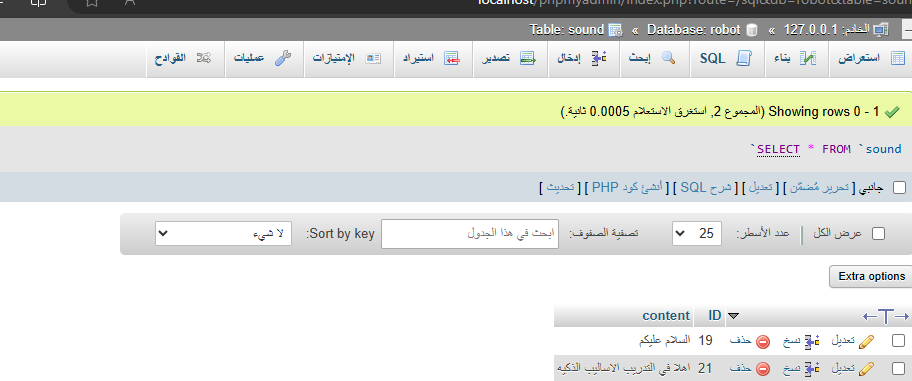 localhost/phpmyadmin/index.php?route=/sql&db=robot&table=soun
الخادم: 127.0.0.1 » Database: robot » Table: sound
استعراض بناء SQL إبحث إدخال تصدير استيراد الإمتيازات عمليات القوادح
Showing rows 0 - 1 (المجموع 2, استغرق الاستعلام 0.0005 ثانية.)
SELECT * FROM `sound`
جانبي [ تحرير مُضمّن ] [ تعديل ] [ شرح SQL ] [ أنشئ كود PHP ] [ تحديث ]
عرض الكل عدد الأسطر: 25 تصفية الصفوف: ابحث في هذا الجدول Sort by key: لا شيء
Extra options
ID content
تعديل نسخ حذف 19 السلام عليكم
تعديل نسخ حذف 21 اهلا في التدريب الاساليب الذكيه